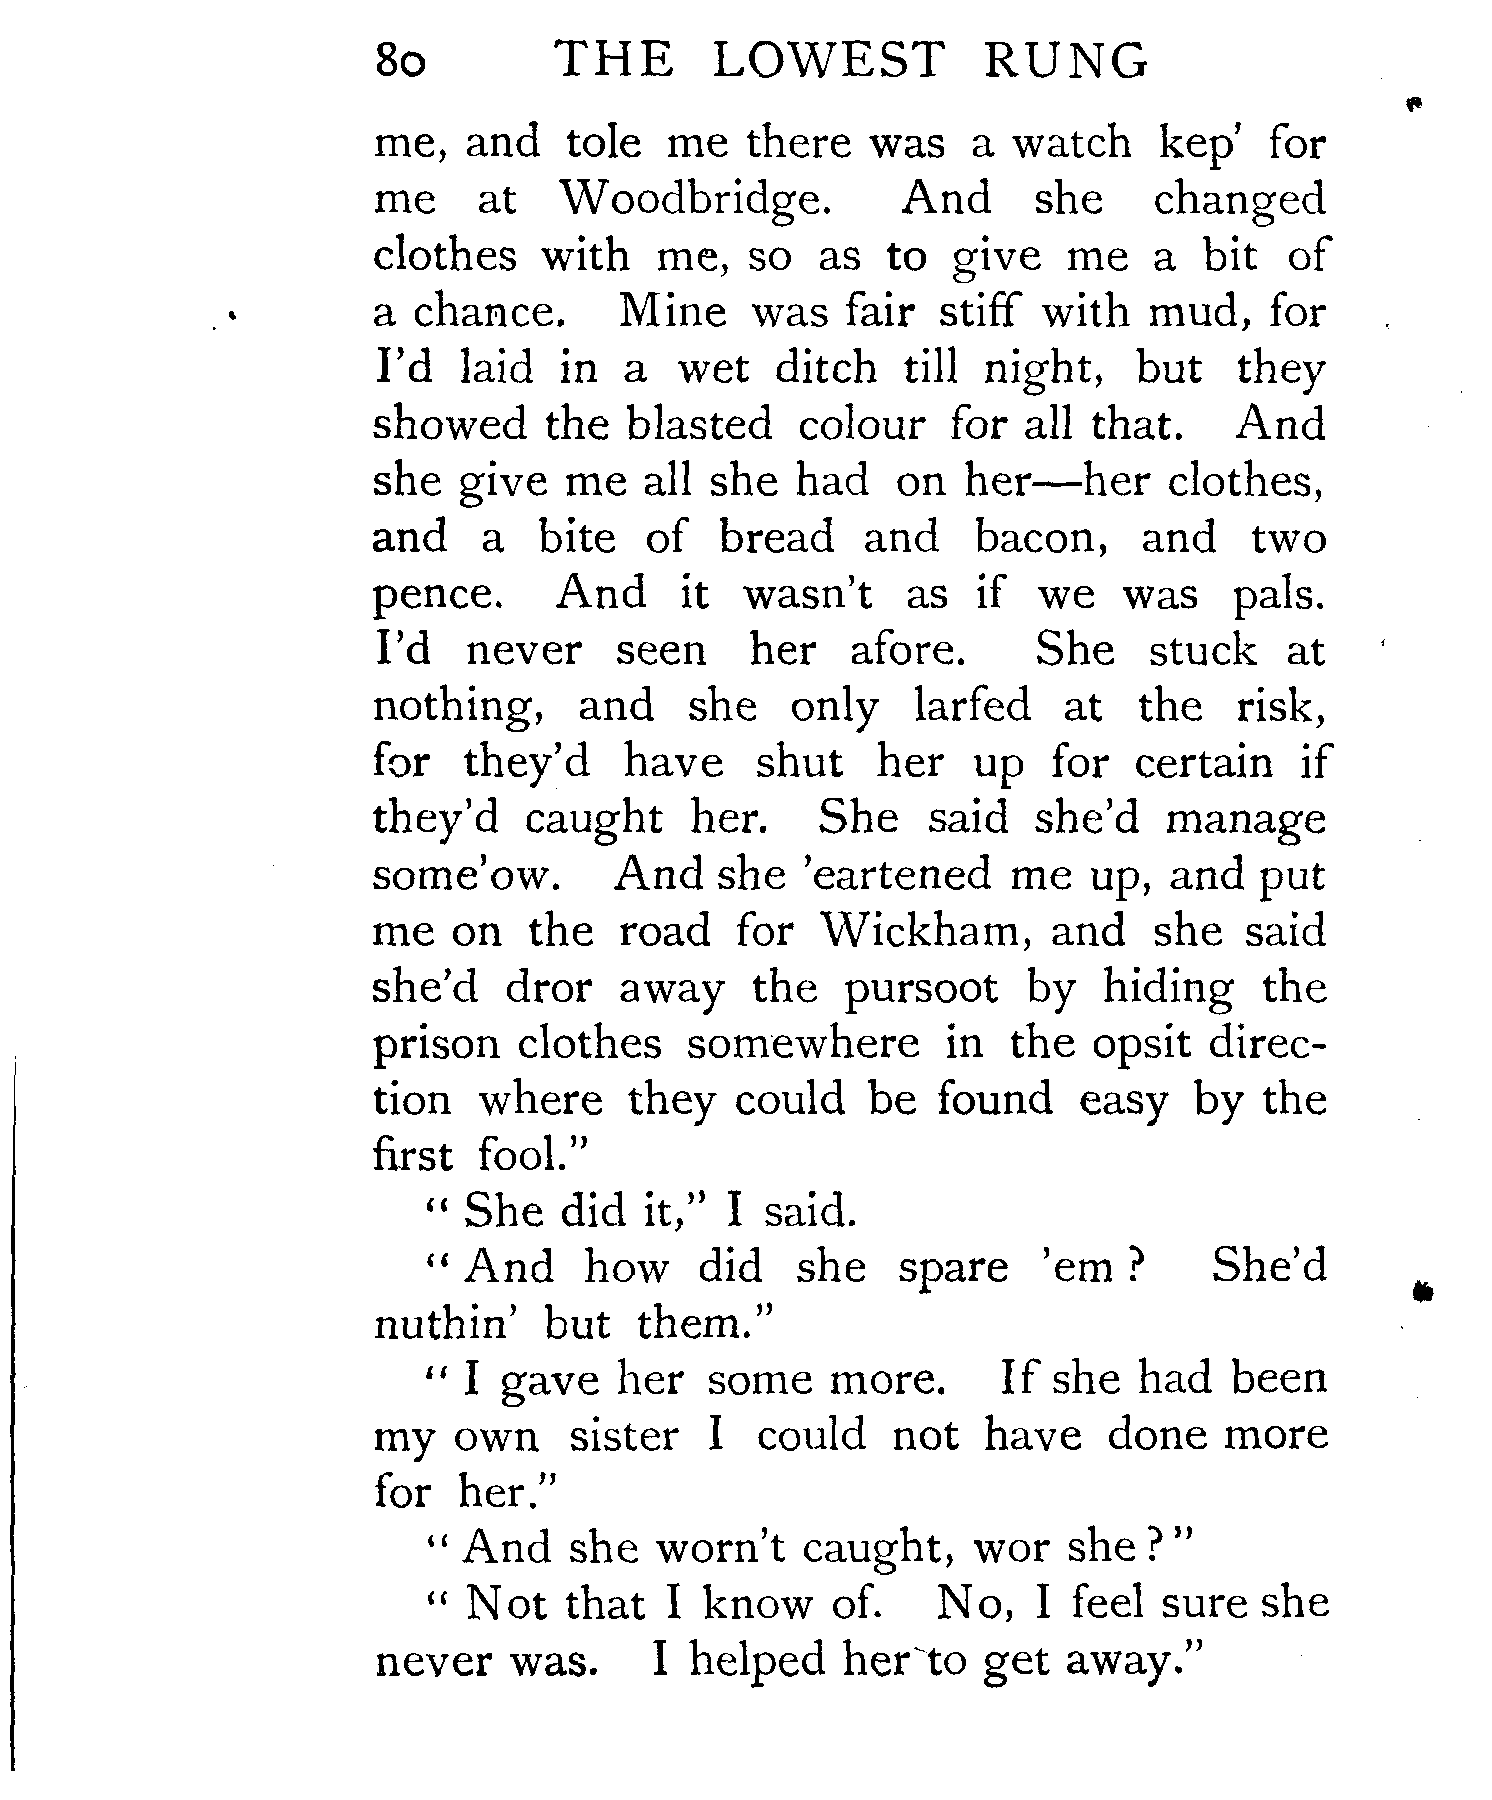 80 THE LOWEST RUNG
me, and tole me there was a watch kep' for
me at Woodbridge. And she changed
clothes with me, so as to give me a bit of
a chance. Mine was fair stiff with mud, for
I'd laid in a wet ditch till night, but they
showed the blasted colour for all that. And
she give me all she had on her—her clothes,
and a bite of bread and bacon, and two
pence. And it wasn't as if we was pals.
I'd never seen her afore. She stuck at
nothing, and she only larfed at the risk,
for they'd have shut her up for certain if
they'd caught her. She said she'd manage
some'ow. And she 'eartened me up, and put
me on the road for Wickham, and she said
she'd dror away the pursoot by hiding the
prison clothes somewhere in the opsit direc-
tion where they could be found easy by the
first fool."
"She did it," I said.
"And how did she spare 'em? She'd
nuthin' but them."
"I gave her some more. If she had been
my own sister I could not have done more
for her."
"And she worn't caught, wor she?"
"Not that I know of. No, I feel sure she
never was. I helped her to get away."